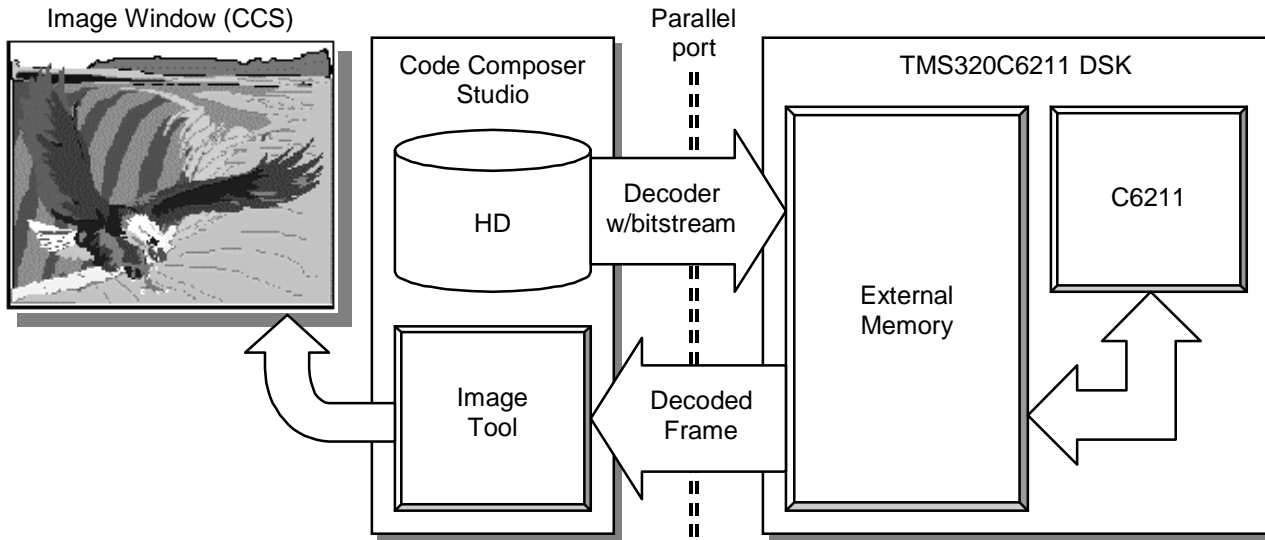 Image Window (CCS)
Code Composer
Studio
HD
Image
Tool
Parallel
port
Decoder
w/bitstream
Decoded
Frame
TMS320C6211 DSK
External
Memory
C6211